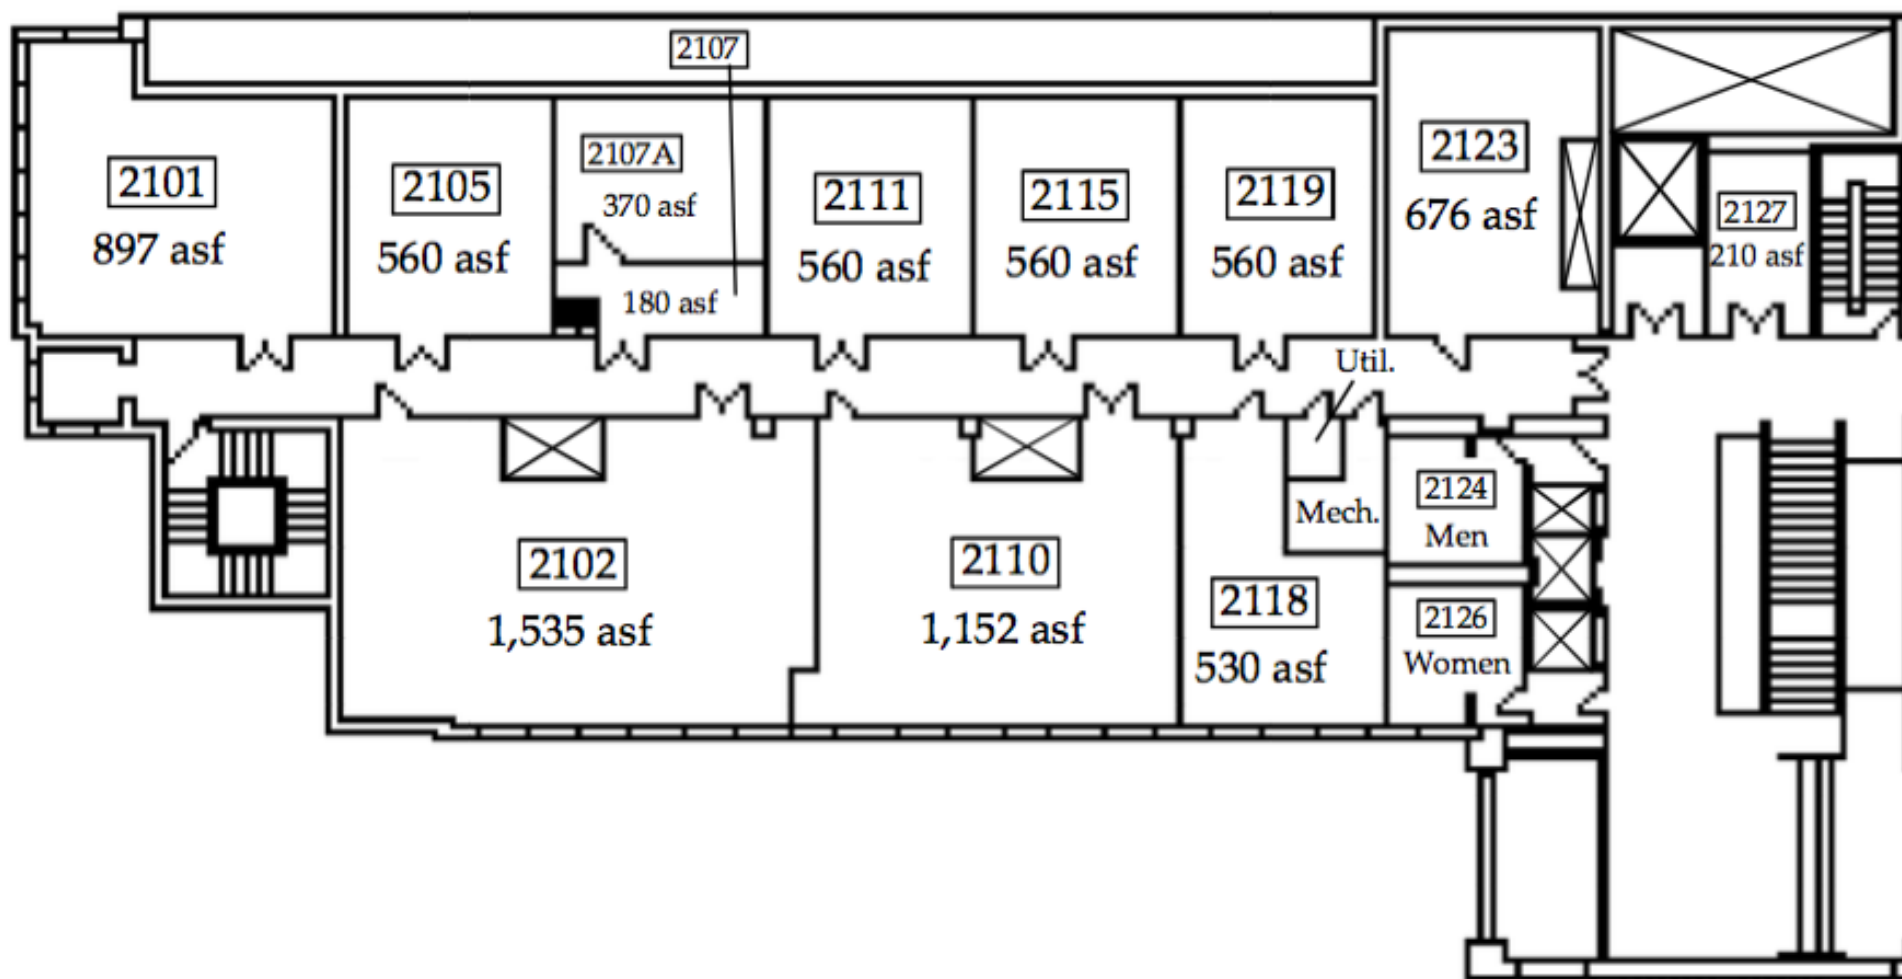 2107
2101
897 asf
2105
560 asf
2107A
370 asf
180 asf
2111
560 asf
2115
560 asf
2119
560 asf
2123
676 asf
2127
210 asf
Util.
Mech.
2102
1,535 asf
2110
1,152 asf
2118
530 asf
2124
Men
2126
Women